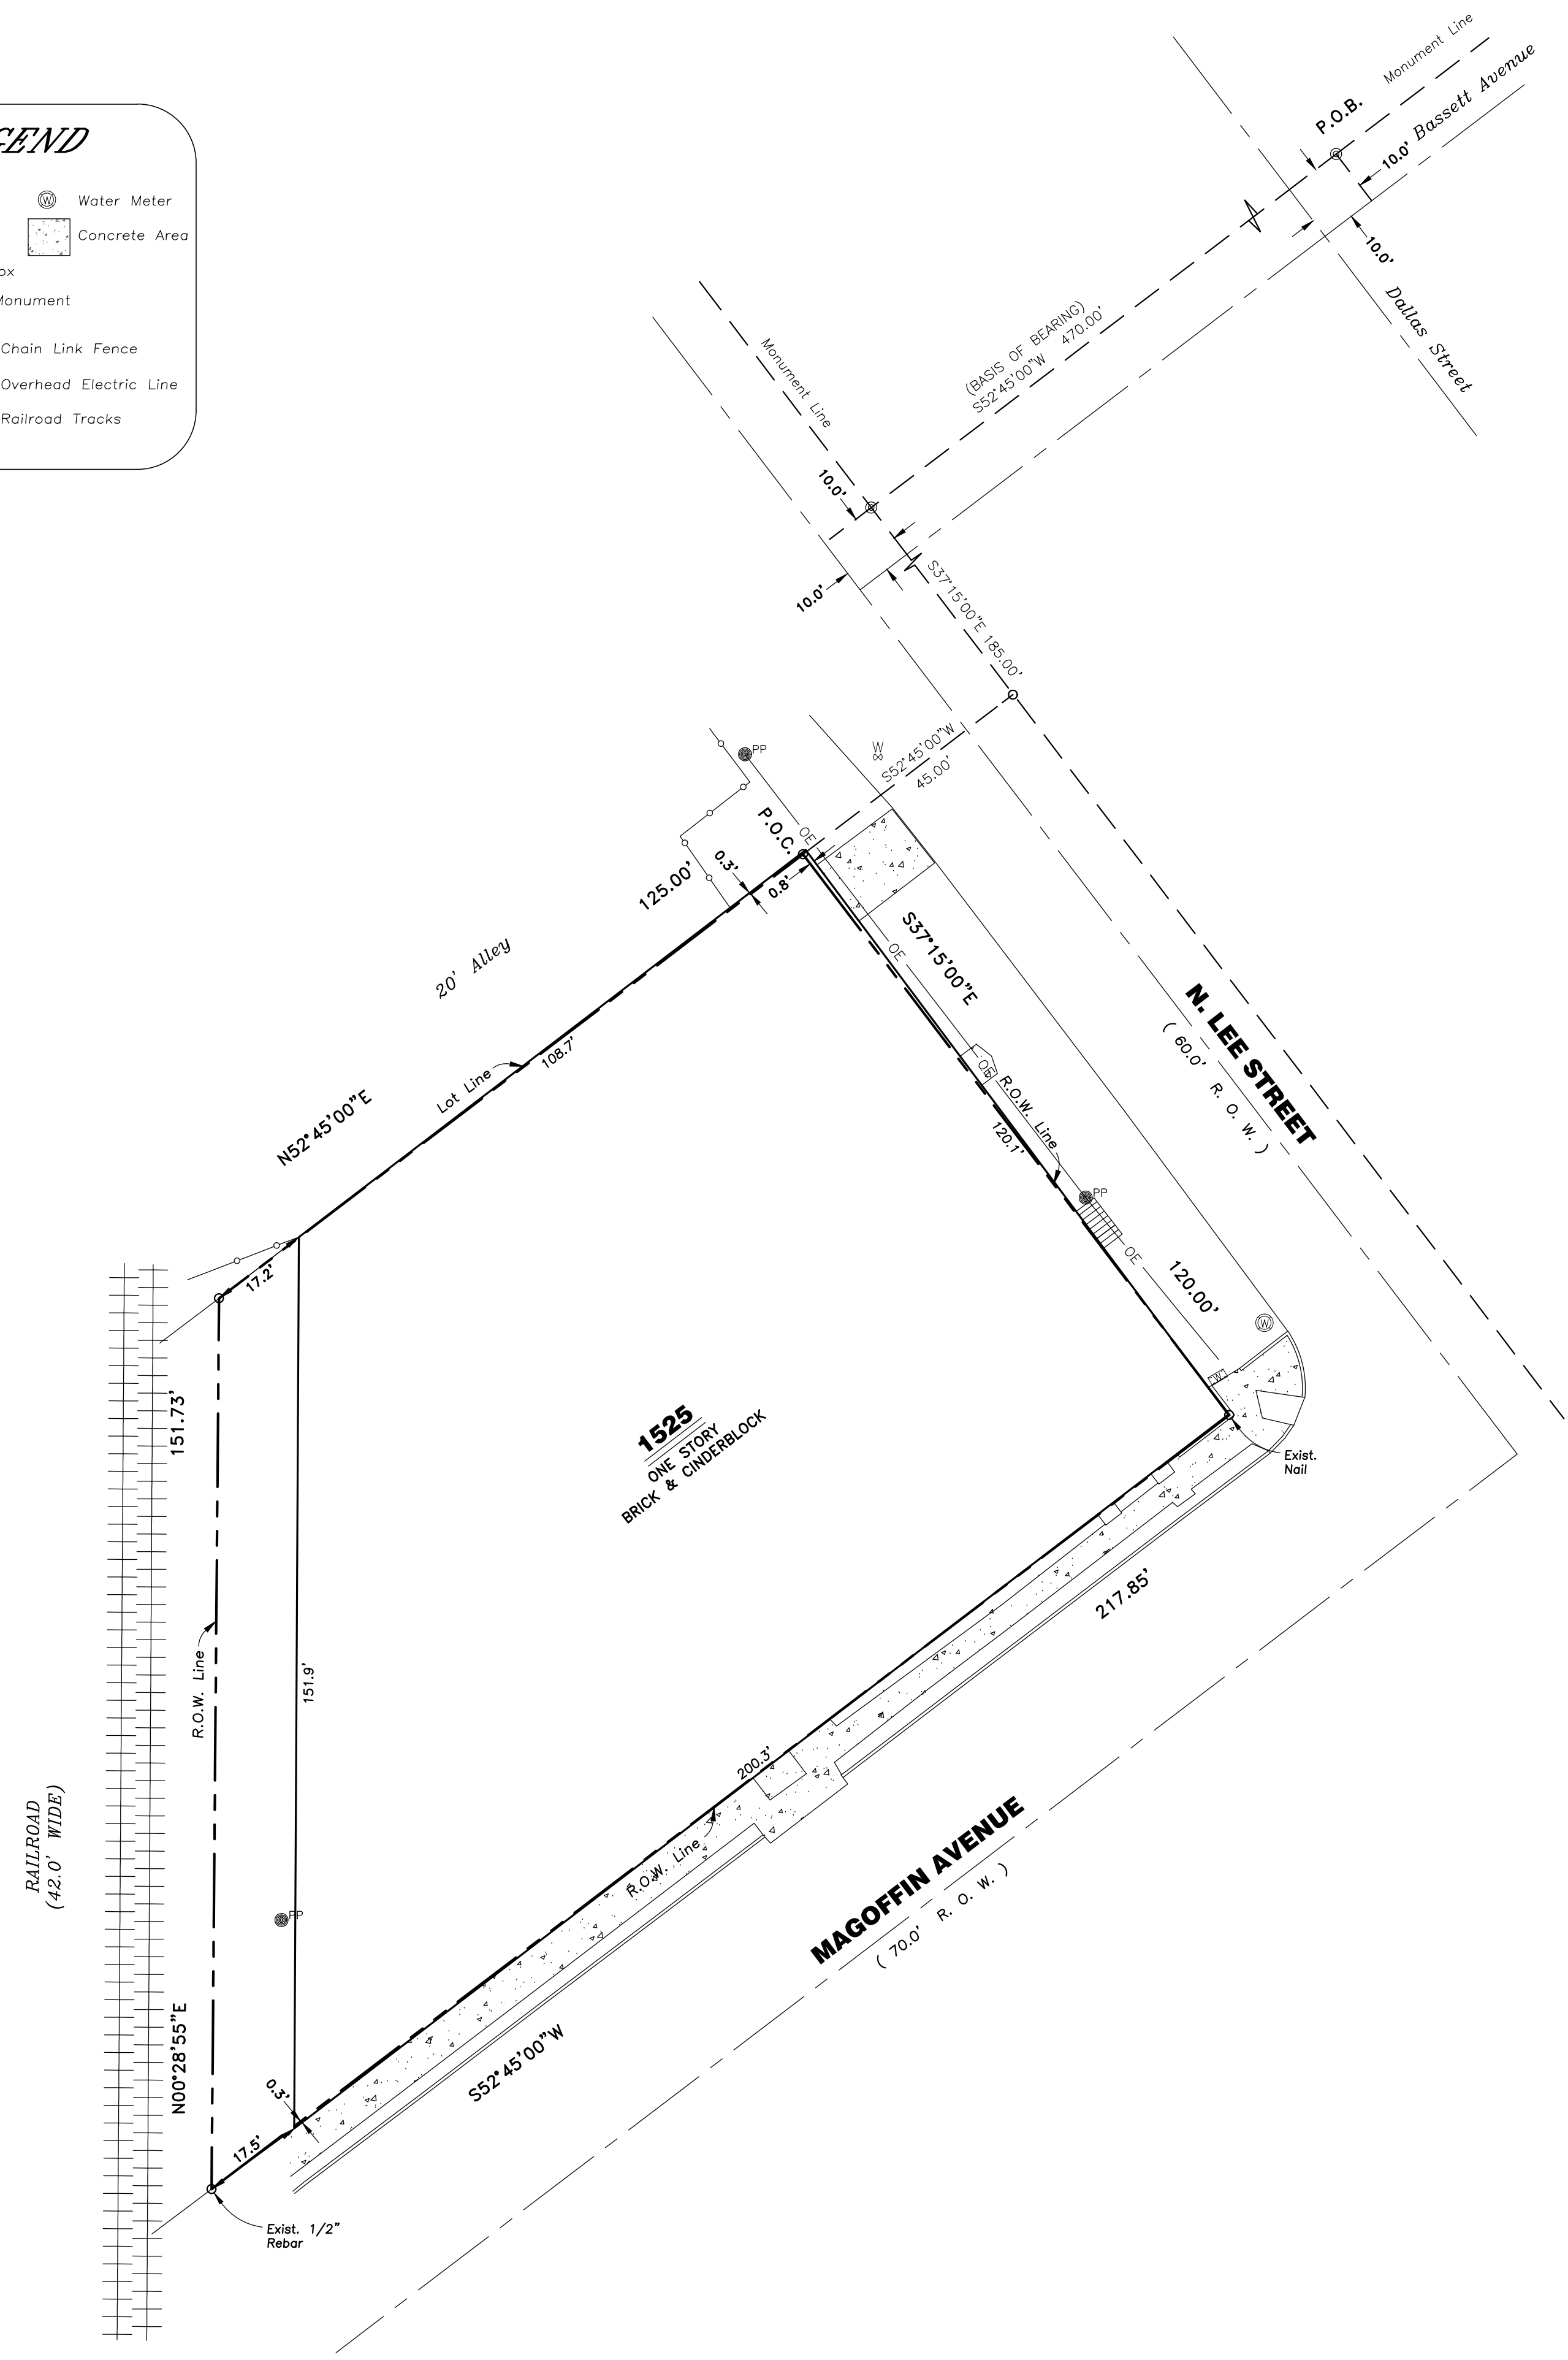 GEND
W Water Meter
Concrete Area
ox
Monument
Chain Link Fence
Overhead Electric Line
Railroad Tracks
Monument Line
Bassett Avenue
P.O.B.
10.0'
10.0'
Dallas Street
(BASIS OF BEARING)
S52°45'00"W 470.00'
Monument Line
10.0'
10.0'
S37°15'00"E 185.00'
S52°45'00"W
45.00'
W
PP
OE
P.O.C.
0.3'
0.8'
125.00'
20' Alley
S37°15'00"E
OE
108.7'
Lot Line
N52°45'00"E
OE
R.O.W. Line
120.1'
N. LEE STREET
( 60.0' R. O. W. )
PP
OE
120.00'
17.2'
W
W
Exist.
Nail
151.73'
1525
ONE STORY
BRICK & CINDERBLOCK
217.85'
R.O.W. Line
151.9'
200.3'
R.O.W. Line
MAGOFFIN AVENUE
( 70.0' R. O. W. )
RAILROAD
(42.0' WIDE)
PP
N00°28'55"E
S52°45'00"W
0.3'
17.5'
Exist. 1/2"
Rebar